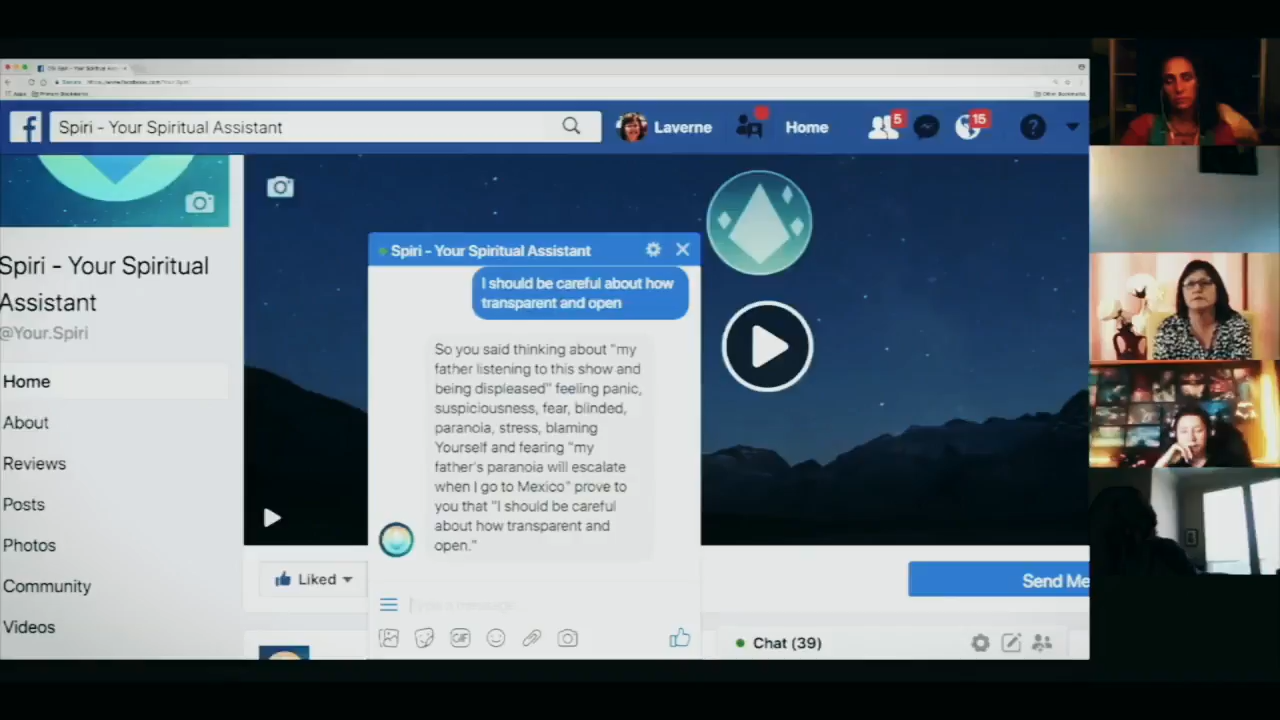 Spiri - Your Spiritual Assistant
Laverne
Home
5
15
Spiri - Your Spiritual
Assistant
@Your.Spiri
Home
About
Reviews
Posts
Photos
Community
Videos
Spiri - Your Spiritual Assistant
I should be careful about how
transparent and open
So you said thinking about "my
father listening to this show and
being displeased" feeling panic,
suspiciousness, fear, blinded,
paranoia, stress, blaming
Yourself and fearing "my
father's paranoia will escalate
when I go to Mexico" prove to
you that "I should be careful
about how transparent and
open."
Type a message...
GIF
Liked
Send Me
Chat (39)